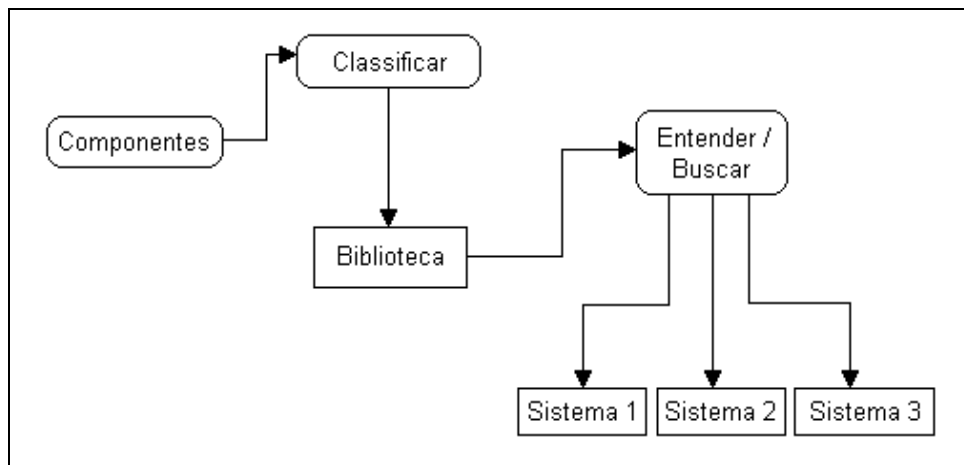 Classificar
Componentes
Entender /
Buscar
Biblioteca
Sistema 1
Sistema 2
Sistema 3